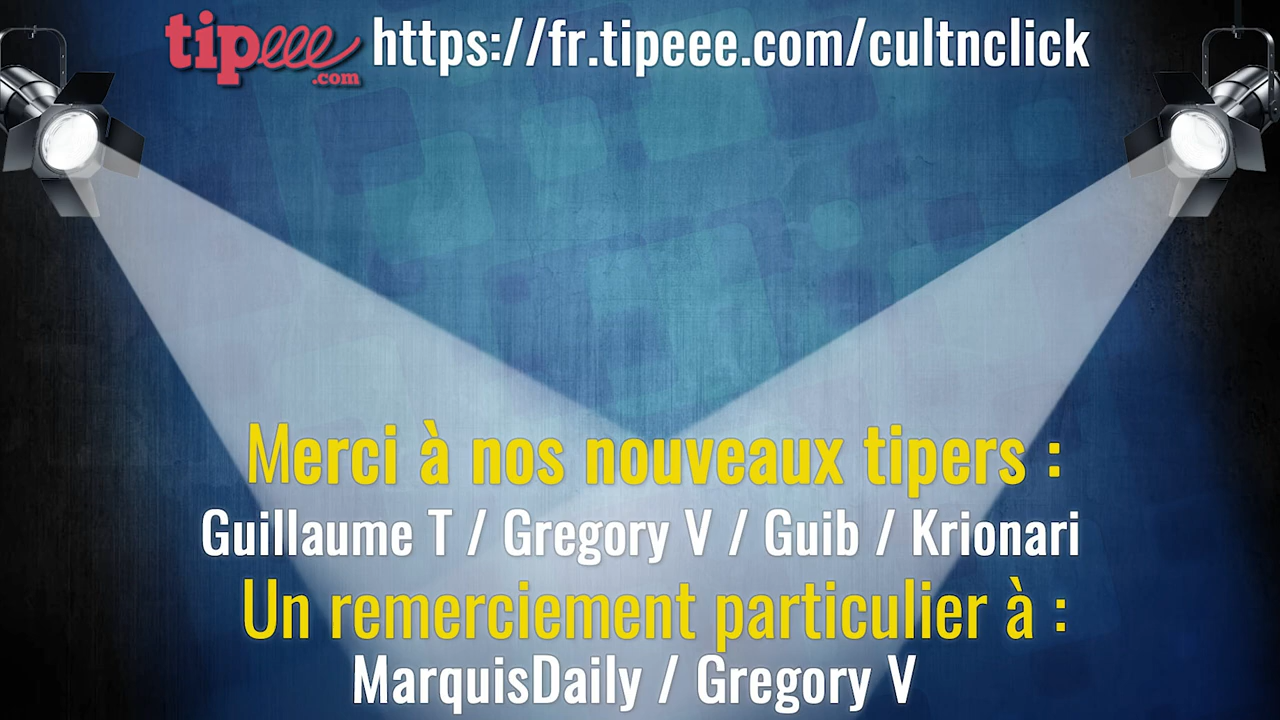 tipeee.com https://fr.tipeee.com/cultnclick
Merci à nos nouveaux tipers :
Guillaume T / Gregory V / Guib / Krionari
Un remerciement particulier à :
MarquisDaily / Gregory V